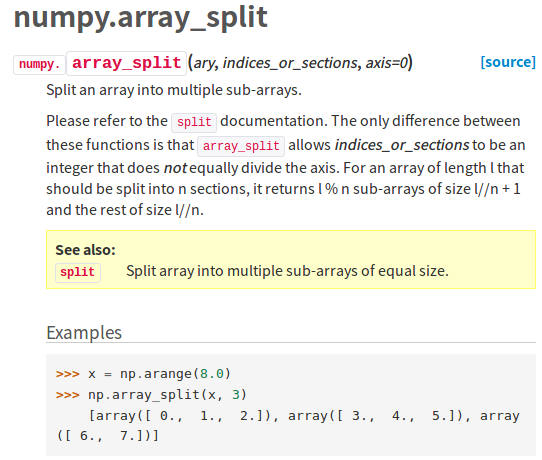 numpy.array_split
numpy. array_split(ary, indices_or_sections, axis=0) [source]
Split an array into multiple sub-arrays.
Please refer to the split documentation. The only difference between
these functions is that array_split allows indices_or_sections to be an
integer that does not equally divide the axis. For an array of length l that
should be split into n sections, it returns l % n sub-arrays of size l//n + 1
and the rest of size l//n.
See also:
split Split array into multiple sub-arrays of equal size.
Examples
>>> x = np.arange(8.0)
>>> np.array_split(x, 3)
[array([ 0., 1., 2.]), array([ 3., 4., 5.]), array
([ 6., 7.])]